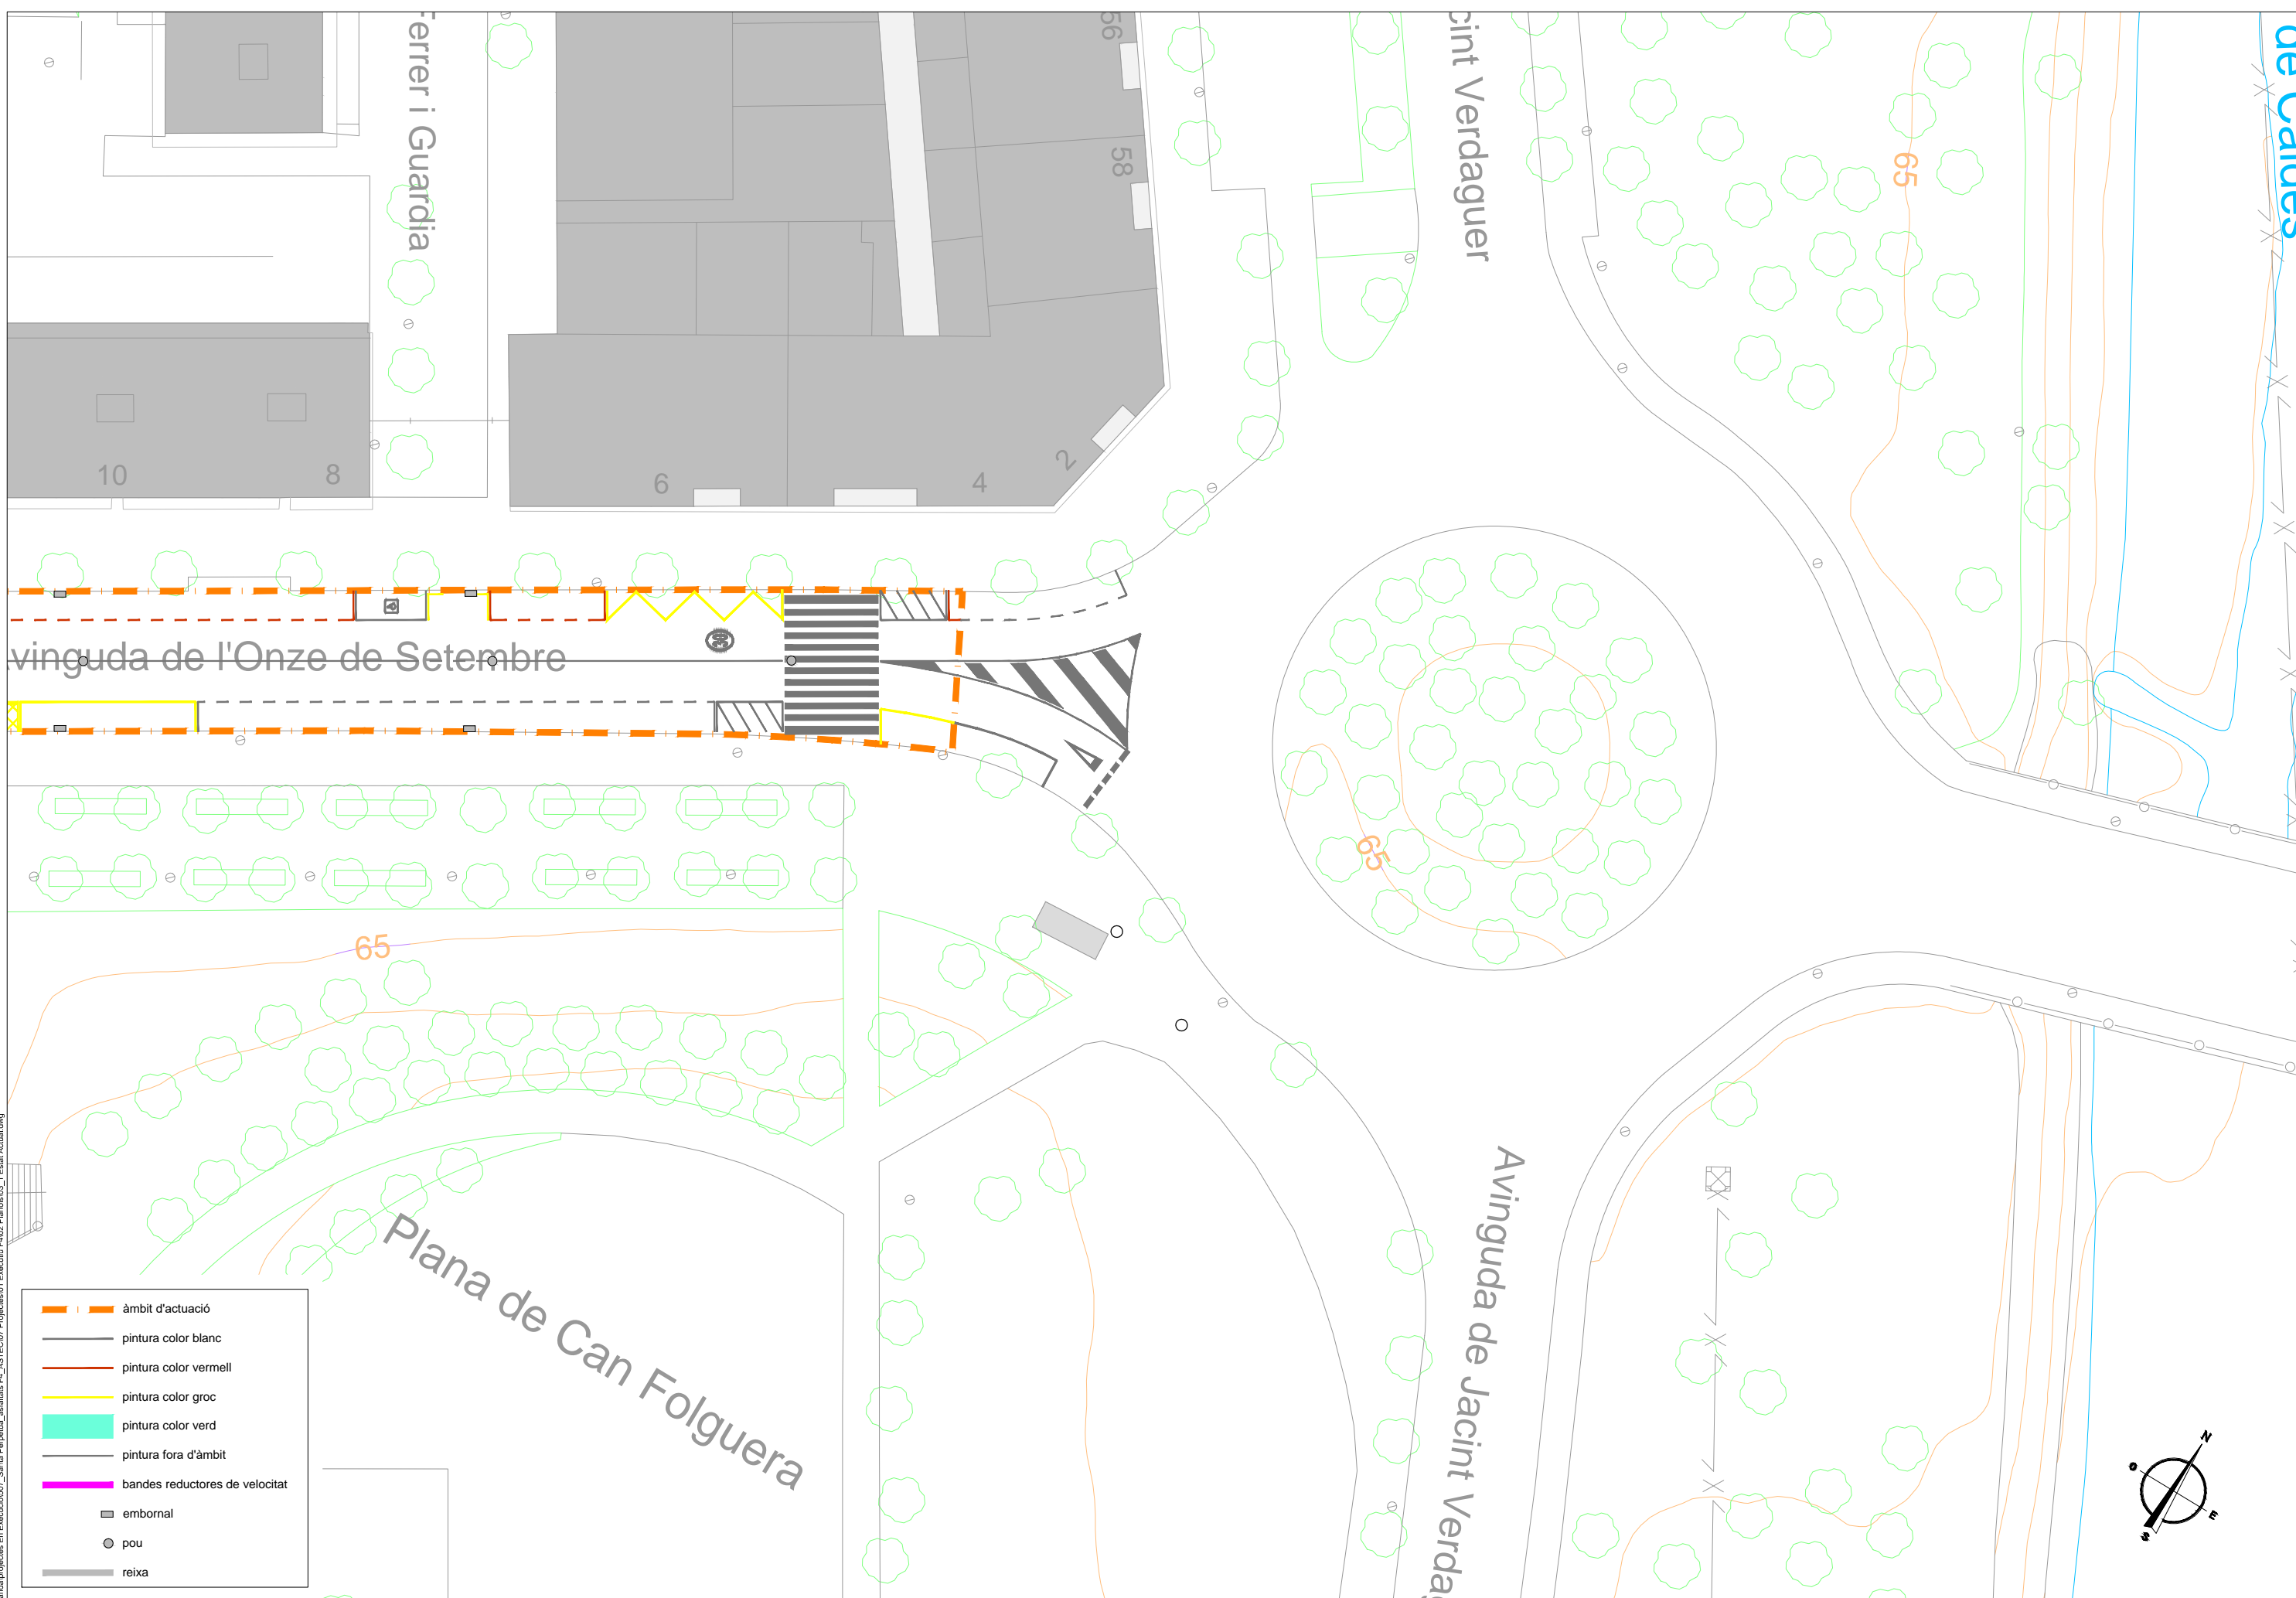 Ferrer i Guardia
56
58
cint Verdaguer
65
de Caldes
10
8
6
4
2
vinguda de l'Onze de Setembre
30
65
65
Plana de Can Folguera
Avinguda de Jacint Verdag
àmbit d'actuació
pintura color blanc
pintura color vermell
pintura color groc
pintura color verd
pintura fora d'àmbit
bandes reductores de velocitat
embornal
pou
reixa
N
O
E
S